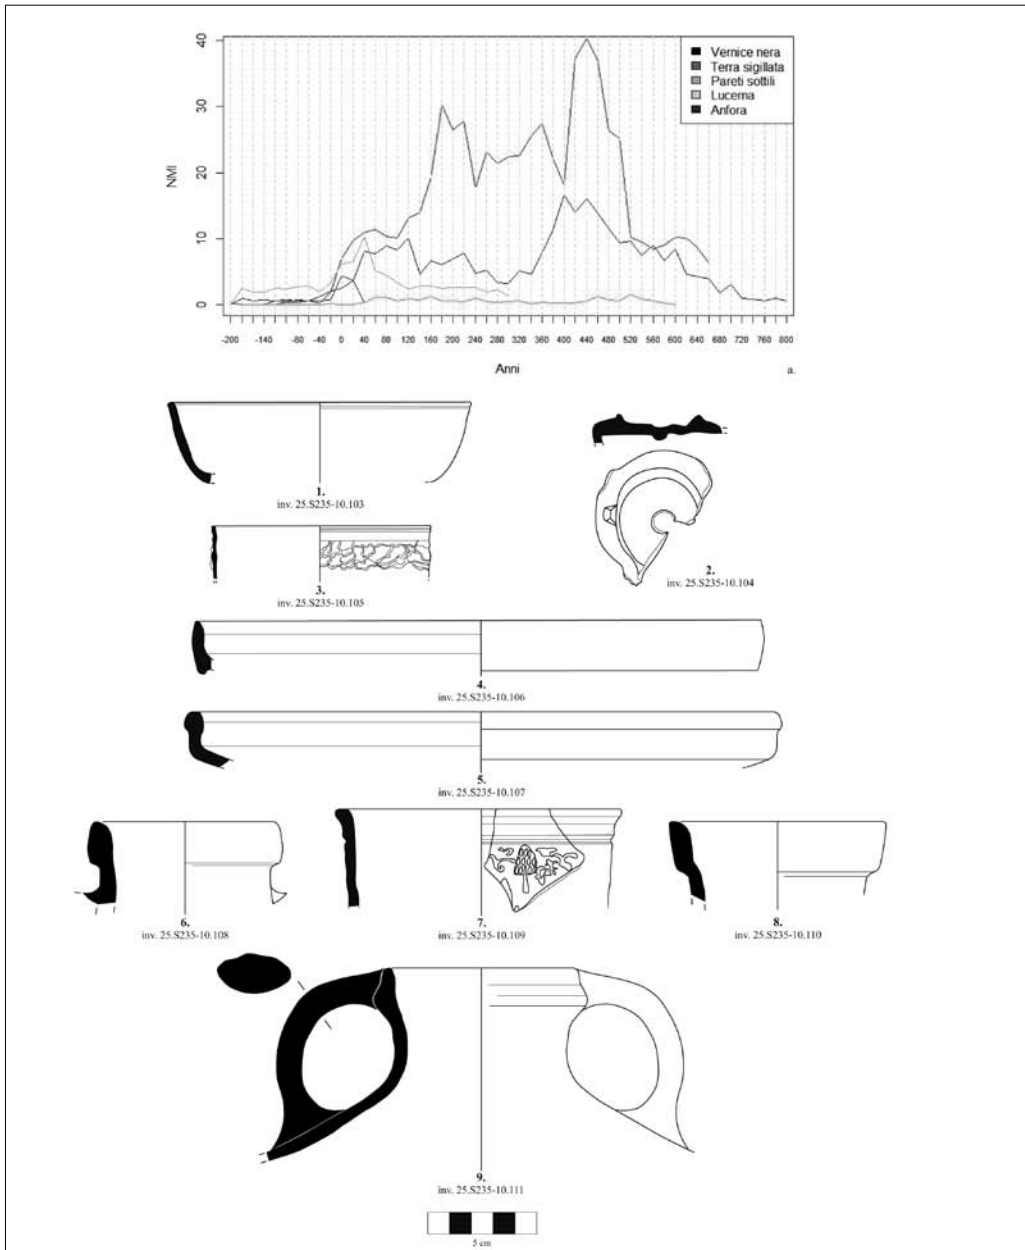 40
30
20
10
0
NMI
Vernice nera
Terra sigillata
Pareti sottili
Lucerna
Anfora
-200 -140 -80 -40 0 40 80 120 160 200 240 280 320 360 400 440 480 520 560 600 640 680 720 760 800
Anni
a.
1.
inv. 25.S235-10.103
2.
inv. 25.S235-10.104
3.
inv. 25.S235-10.105
4.
inv. 25.S235-10.106
5.
inv. 25.S235-10.107
6.
inv. 25.S235-10.108
7.
inv. 25.S235-10.109
8.
inv. 25.S235-10.110
9.
inv. 25.S235-10.111
5 cm